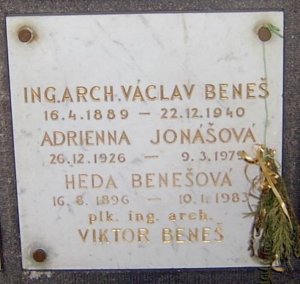 ING. ARCH. VÁCLAV BENEŠ
16.4.1889 — 22.12.1940
ADRIENNA JONÁŠOVÁ
26.12.1926 — 9.3.1979
HEDA BENEŠOVÁ
16.8.1896 — 10.1.1983
plk. ing. arch.
VIKTOR BENEŠ